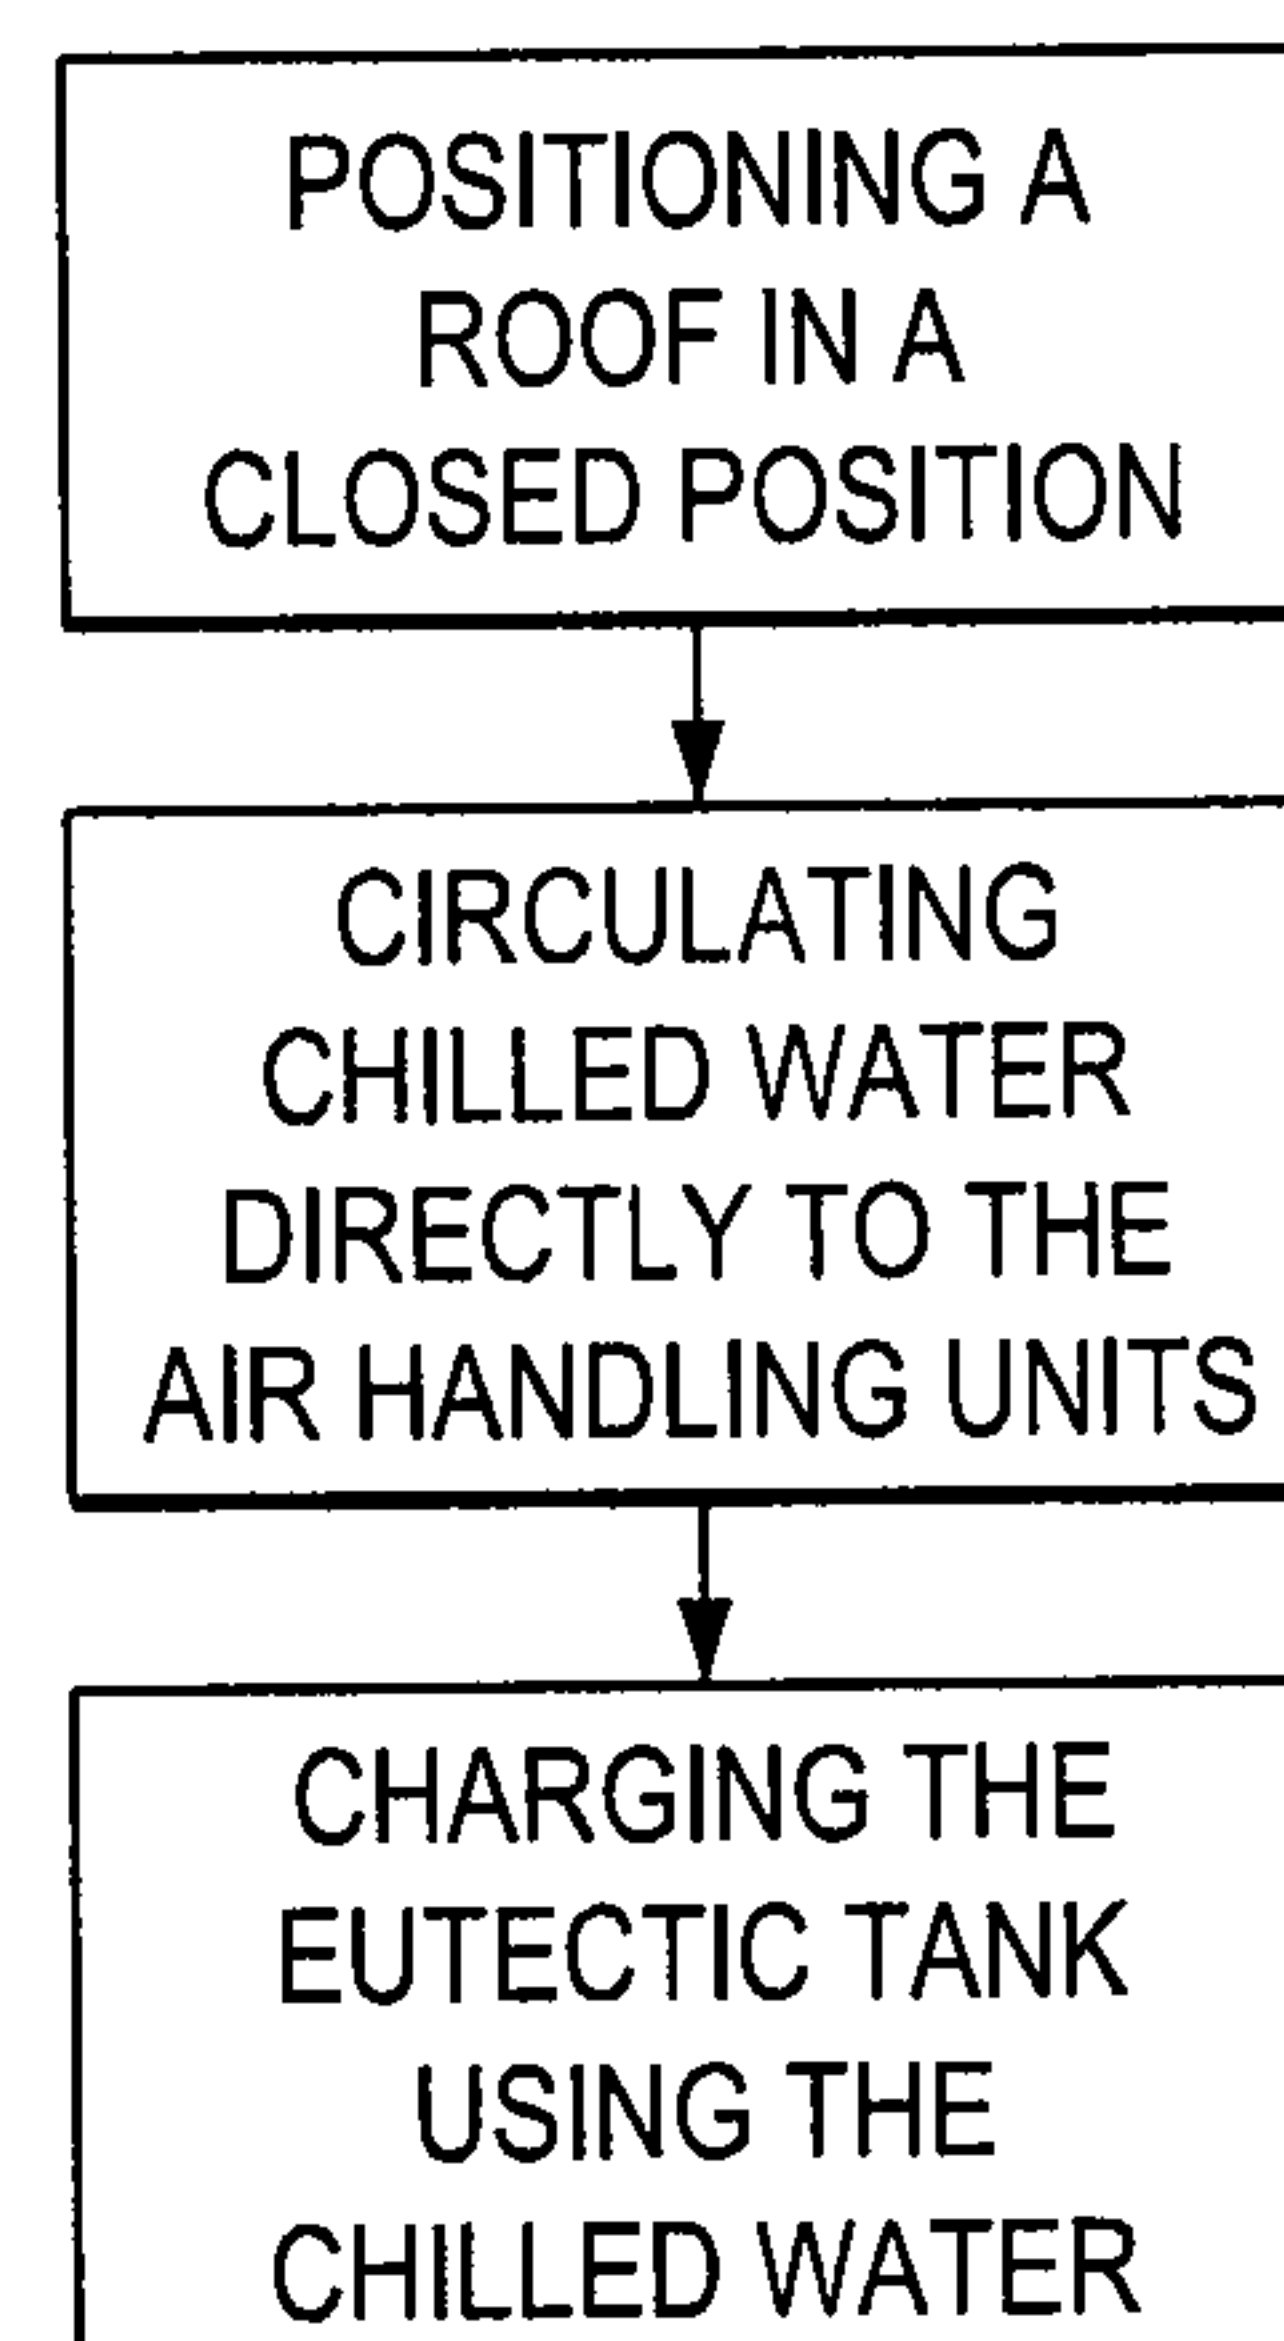 POSITIONING A
ROOF IN A
CLOSED POSITION
CIRCULATING
CHILLED WATER
DIRECTLY TO THE
AIR HANDLING UNITS
CHARGING THE
EUTECTIC TANK
USING THE
CHILLED WATER